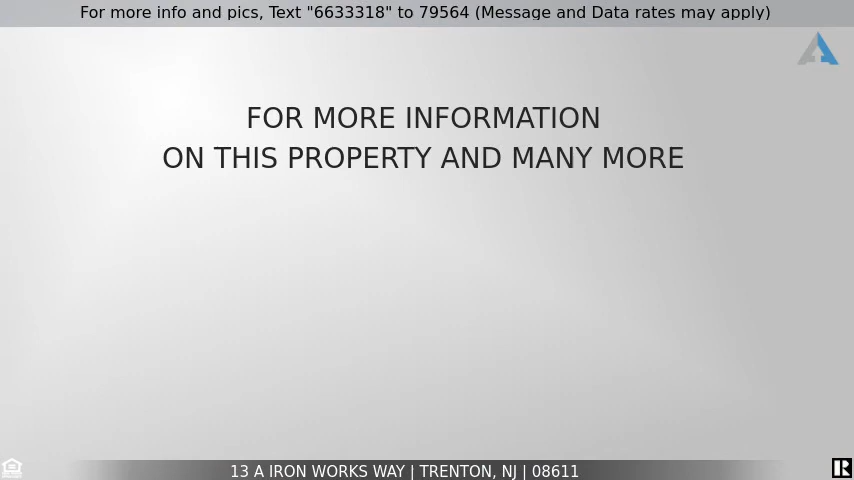 For more info and pics, Text "6633318" to 79564 (Message and Data rates may apply)
FOR MORE INFORMATION
ON THIS PROPERTY AND MANY MORE
13 A IRON WORKS WAY | TRENTON, NJ | 08611